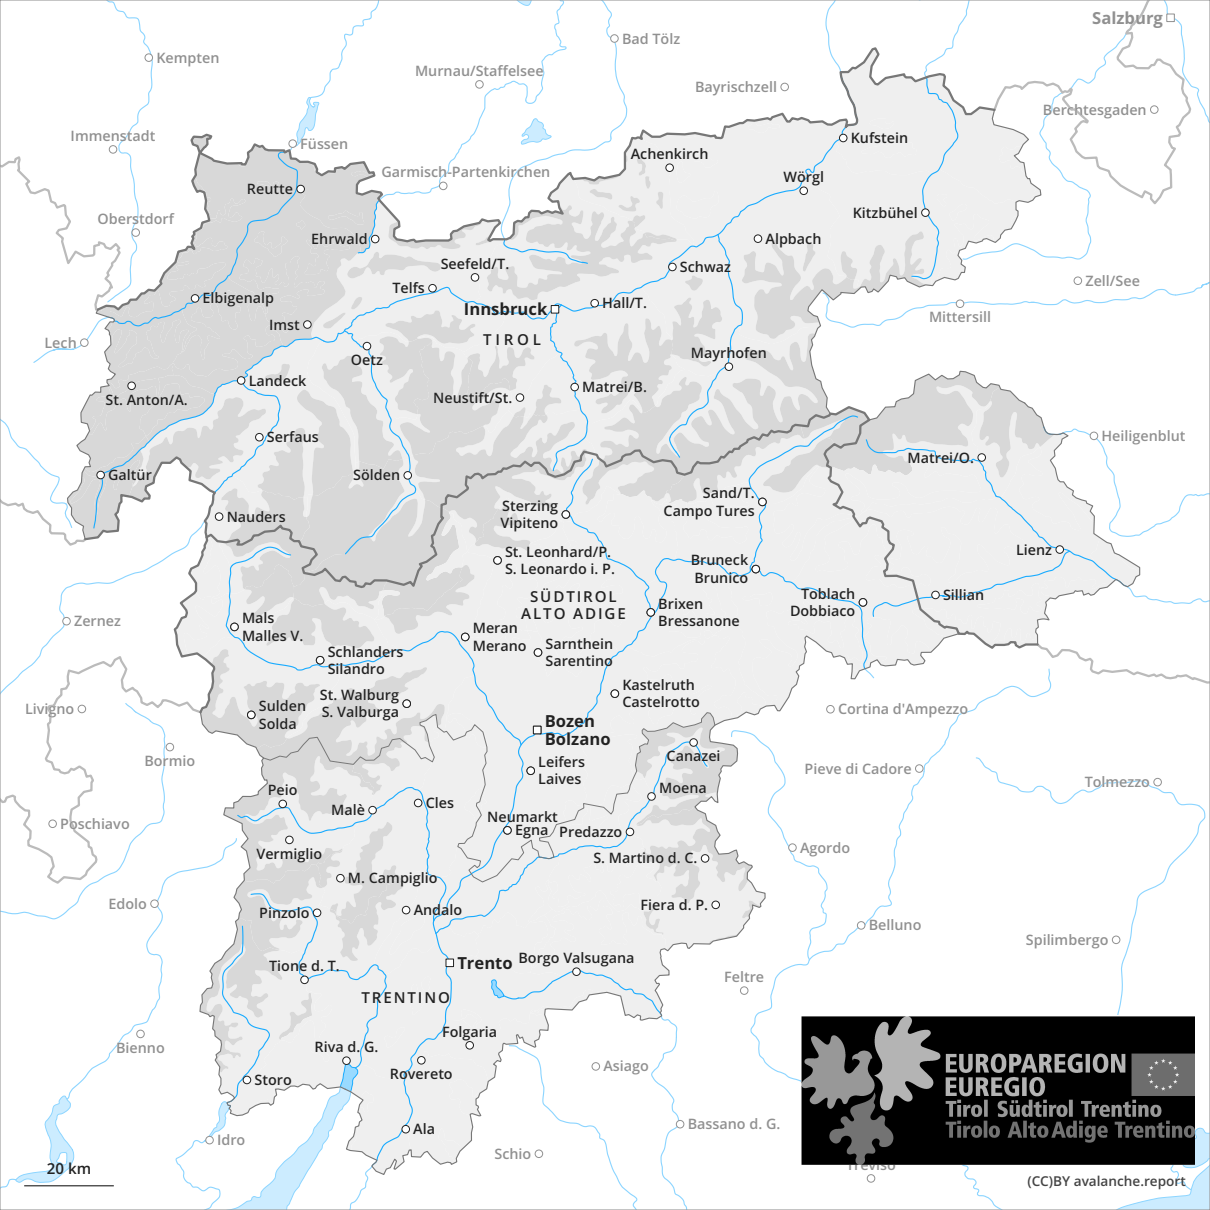 Salzburg
Kempten
Bad Tölz
Murnau/Staffelsee
Bayrischzell
Berchtesgaden
Immenstadt
Füssen
Kufstein
Achenkirch
Garmisch-Partenkirchen
Wörgl
Reutte
Oberstdorf
Kitzbühel
Ehrwald
Alpbach
Seefeld/T.
Schwaz
Zell/See
Telfs
Elbigenalp
Hall/T.
Innsbruck
Mittersill
Imst
TIROL
Lech
Oetz
Mayrhofen
Landeck
Matrei/B.
St. Anton/A.
Neustift/St.
Serfaus
Heiligenblut
Matrei/O.
Galtür
Sölden
Sand/T.
Campo Tures
Sterzing
Vipiteno
Nauders
Lienz
St. Leonhard/P.
S. Leonardo i. P.
Bruneck
Brunico
SÜDTIROL
ALTO ADIGE
Toblach
Dobbiaco
Sillian
Brixen
Bressanone
Zernez
Mals
Malles V.
Meran
Merano
Sarnthein
Sarentino
Schlanders
Silandro
Kastelruth
Castelrotto
St. Walburg
S. Valburga
Sulden
Solda
Livigno
Cortina d'Ampezzo
Bozen
Bolzano
Bormio
Canazei
Leifers
Laives
Pieve di Cadore
Tolmezzo
Peio
Moena
Malè
Cles
Neumarkt
Egna
Predazzo
Poschiavo
Vermiglio
Agordo
S. Martino d. C.
M. Campiglio
Edolo
Pinzolo
Andalo
Fiera d. P.
Belluno
Spilimbergo
Borgo Valsugana
Trento
Tione d. T.
Feltre
TRENTINO
Folgaria
Bienno
Riva d. G.
Rovereto
Asiago
Storo
EUROPAREGION
EUREGIO
Tirol Südtirol Trentino
Tirolo Alto Adige Trentino
Ala
Bassano d. G.
Idro
Schio
Treviso
20 km
(CC)BY avalanche.report